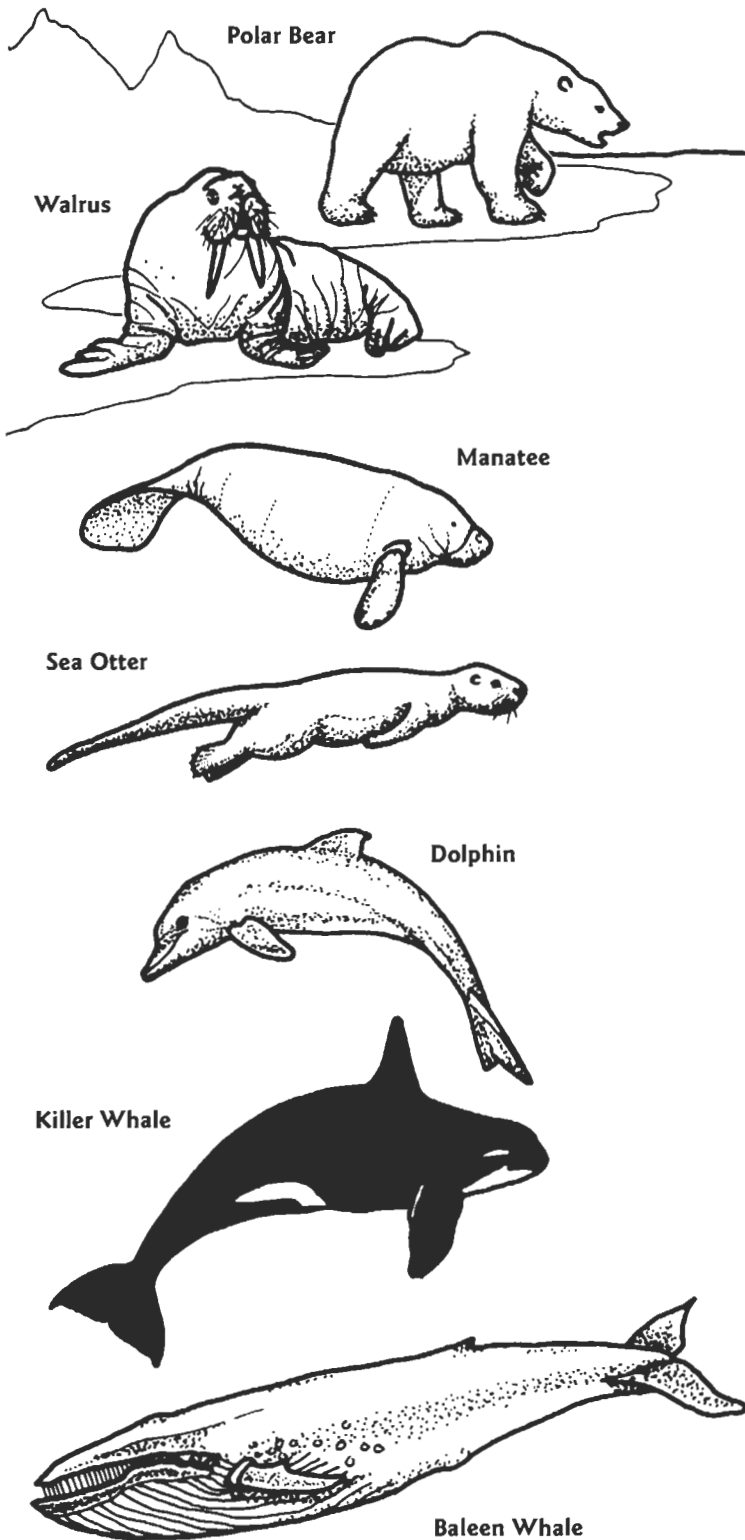 Polar Bear
Walrus
Manatee
Sea Otter
Dolphin
Killer Whale
Baleen Whale